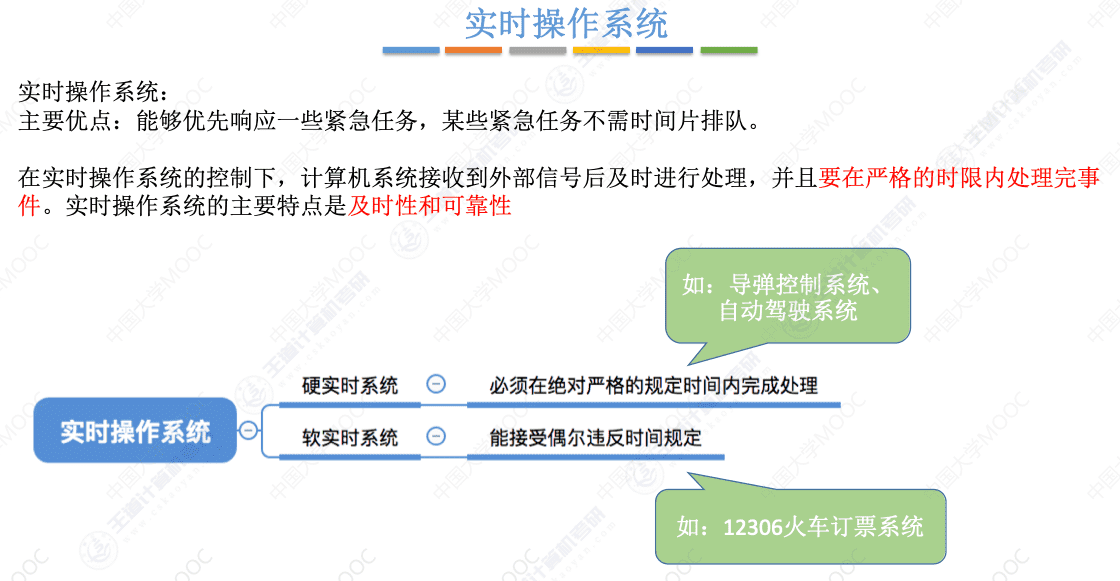 实时操作系统
实时操作系统：
主要优点：能够优先响应一些紧急任务，某些紧急任务不需时间片排队。
在实时操作系统的控制下，计算机系统接收到外部信号后及时进行处理，并且要在严格的时限内处理完事
件。实时操作系统的主要特点是及时性和可靠性
如：导弹控制系统、
自动驾驶系统
硬实时系统
必须在绝对严格的规定时间内完成处理
实时操作系统
软实时系统
能接受偶尔违反时间规定
如：12306火车订票系统
中国大学MOOC
王道计算机考研